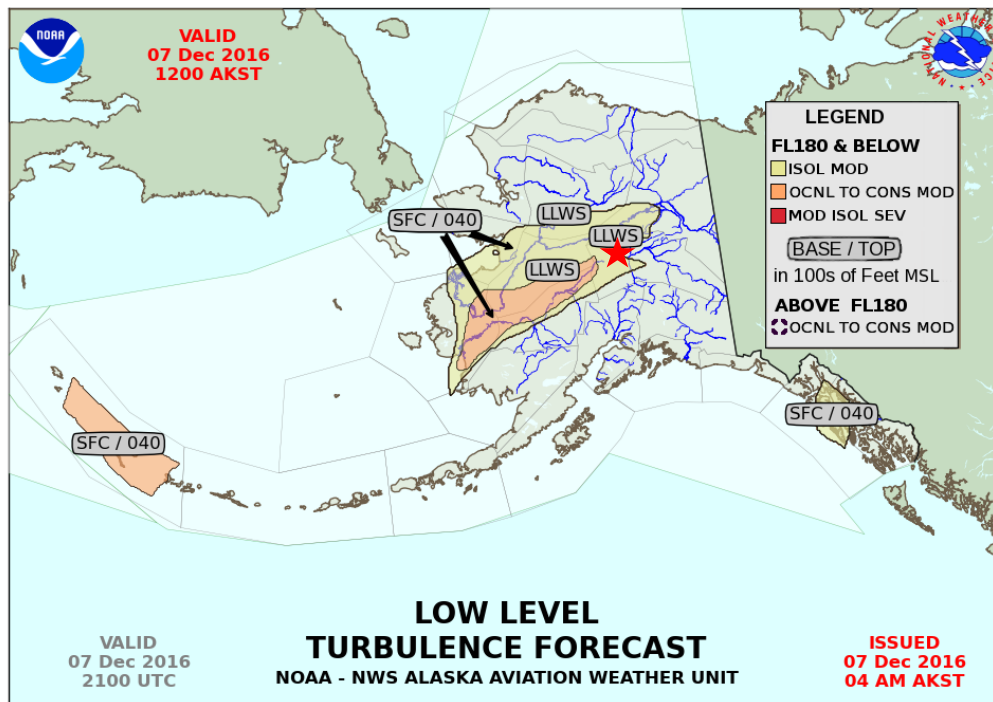 NOAA
VALID
07 Dec 2016
1200 AKST
NATIONAL WEATHER SERVICE
LEGEND
FL180 & BELOW
ISOL MOD
OCNL TO CONS MOD
MOD ISOL SEV
BASE / TOP
in 100s of Feet MSL
ABOVE FL180
OCNL TO CONS MOD
SFC / 040
LLWS
LLWS
LLWS
SFC / 040
SFC / 040
LOW LEVEL
TURBULENCE FORECAST
NOAA - NWS ALASKA AVIATION WEATHER UNIT
VALID
07 Dec 2016
2100 UTC
ISSUED
07 Dec 2016
04 AM AKST